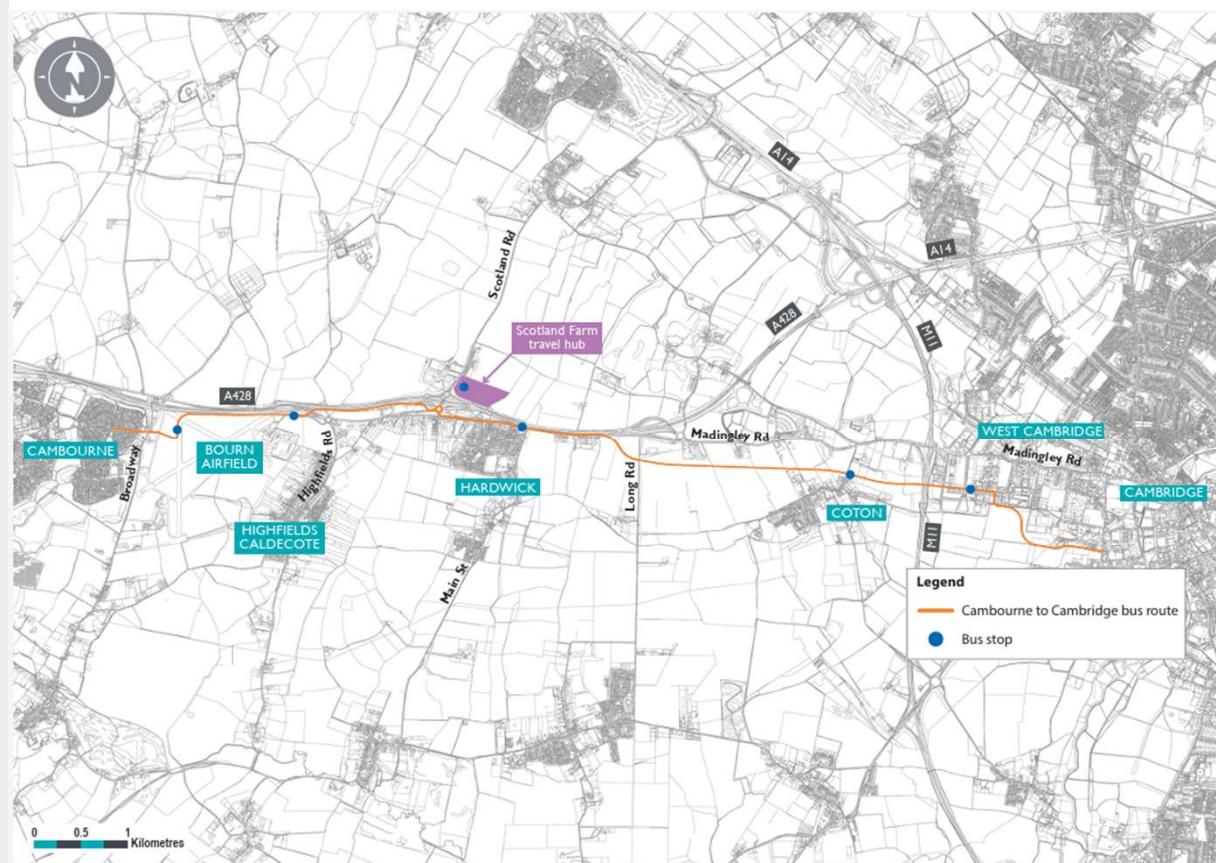 N
A14
A14
Scotland Rd
A428
M11
Scotland Farm
travel hub
A428
CAMBOURNE
BOURN
AIRFIELD
Broadway
Highfields Rd
HARDWICK
Madingley Rd
WEST CAMBRIDGE
Madingley Rd
Long Rd
CAMBRIDGE
COTON
HIGHFIELDS
CALDECOTE
M11
Main St
Legend
Cambourne to Cambridge bus route
Bus stop
0 0.5 1
Kilometres